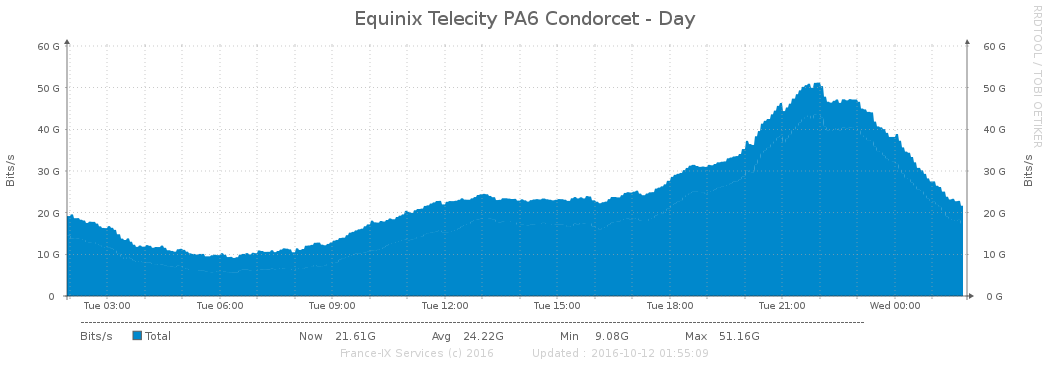 Equinix Telecity PA6 Condorcet - Day
RRDTOOL / TOBI OETIKER
Bits/s
60 G 60 G
50 G 50 G
40 G 40 G
30 G 30 G
20 G 20 G
10 G 10 G
0 0 G
Bits/s
Tue 03:00 Tue 06:00 Tue 09:00 Tue 12:00 Tue 15:00 Tue 18:00 Tue 21:00 Wed 00:00
Bits/s Total Now 21.61G Avg 24.22G Min 9.08G Max 51.16G
France-IX Services (c) 2016 Updated : 2016-10-12 01:55:09